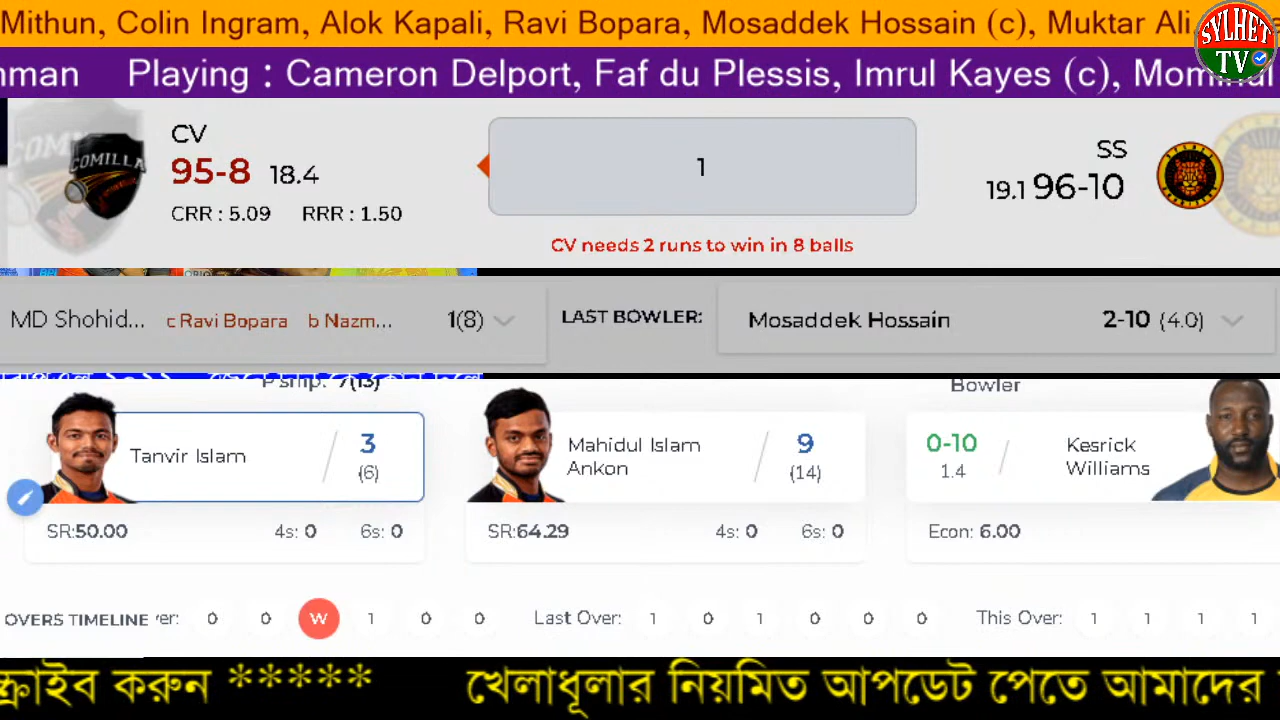 Mithun, Colin Ingram, Alok Kapali, Ravi Bopara, Mosaddek Hossain (c), Muktar Ali,
SYLHET
TV
Playing : Cameron Delport, Faf du Plessis, Imrul Kayes (c),
COMILLA
CV
95-8 18.4
CRR : 5.09 RRR : 1.50
1
CV needs 2 runs to win in 8 balls
SS
19.1 96-10
MD Shohid... c Ravi Bopara b Nazm... 1(8)
LAST BOWLER:
Mosaddek Hossain 2-10 (4.0)
P'ship: 7(13)
Bowler
Tanvir Islam 3 (6)
SR:50.00 4s: 0 6s: 0
Mahidul Islam Ankon 9 (14)
SR:64.29 4s: 0 6s: 0
0-10 1.4 Kesrick Williams
Econ: 6.00
OVERS TIMELINE 0 0 W 1 0 0 Last Over: 1 0 1 0 0 0 This Over: 1 1 1 1
করুন ***** খেলাধূলার নিয়মিত আপডেট পেতে আমাদের